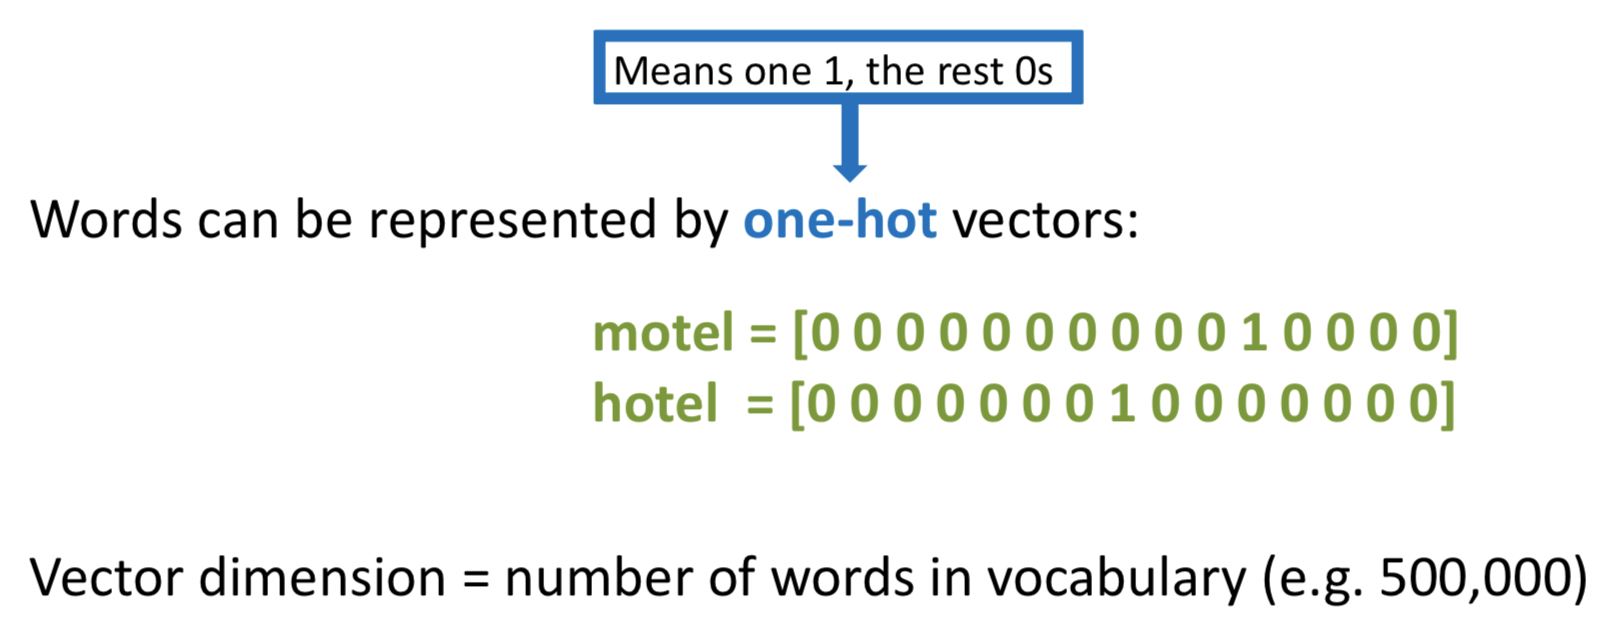 Means one 1, the rest 0s
Words can be represented by one-hot vectors:
motel = [0 0 0 0 0 0 0 0 0 0 1 0 0 0 0]
hotel = [0 0 0 0 0 0 0 1 0 0 0 0 0 0 0]
Vector dimension = number of words in vocabulary (e.g. 500,000)